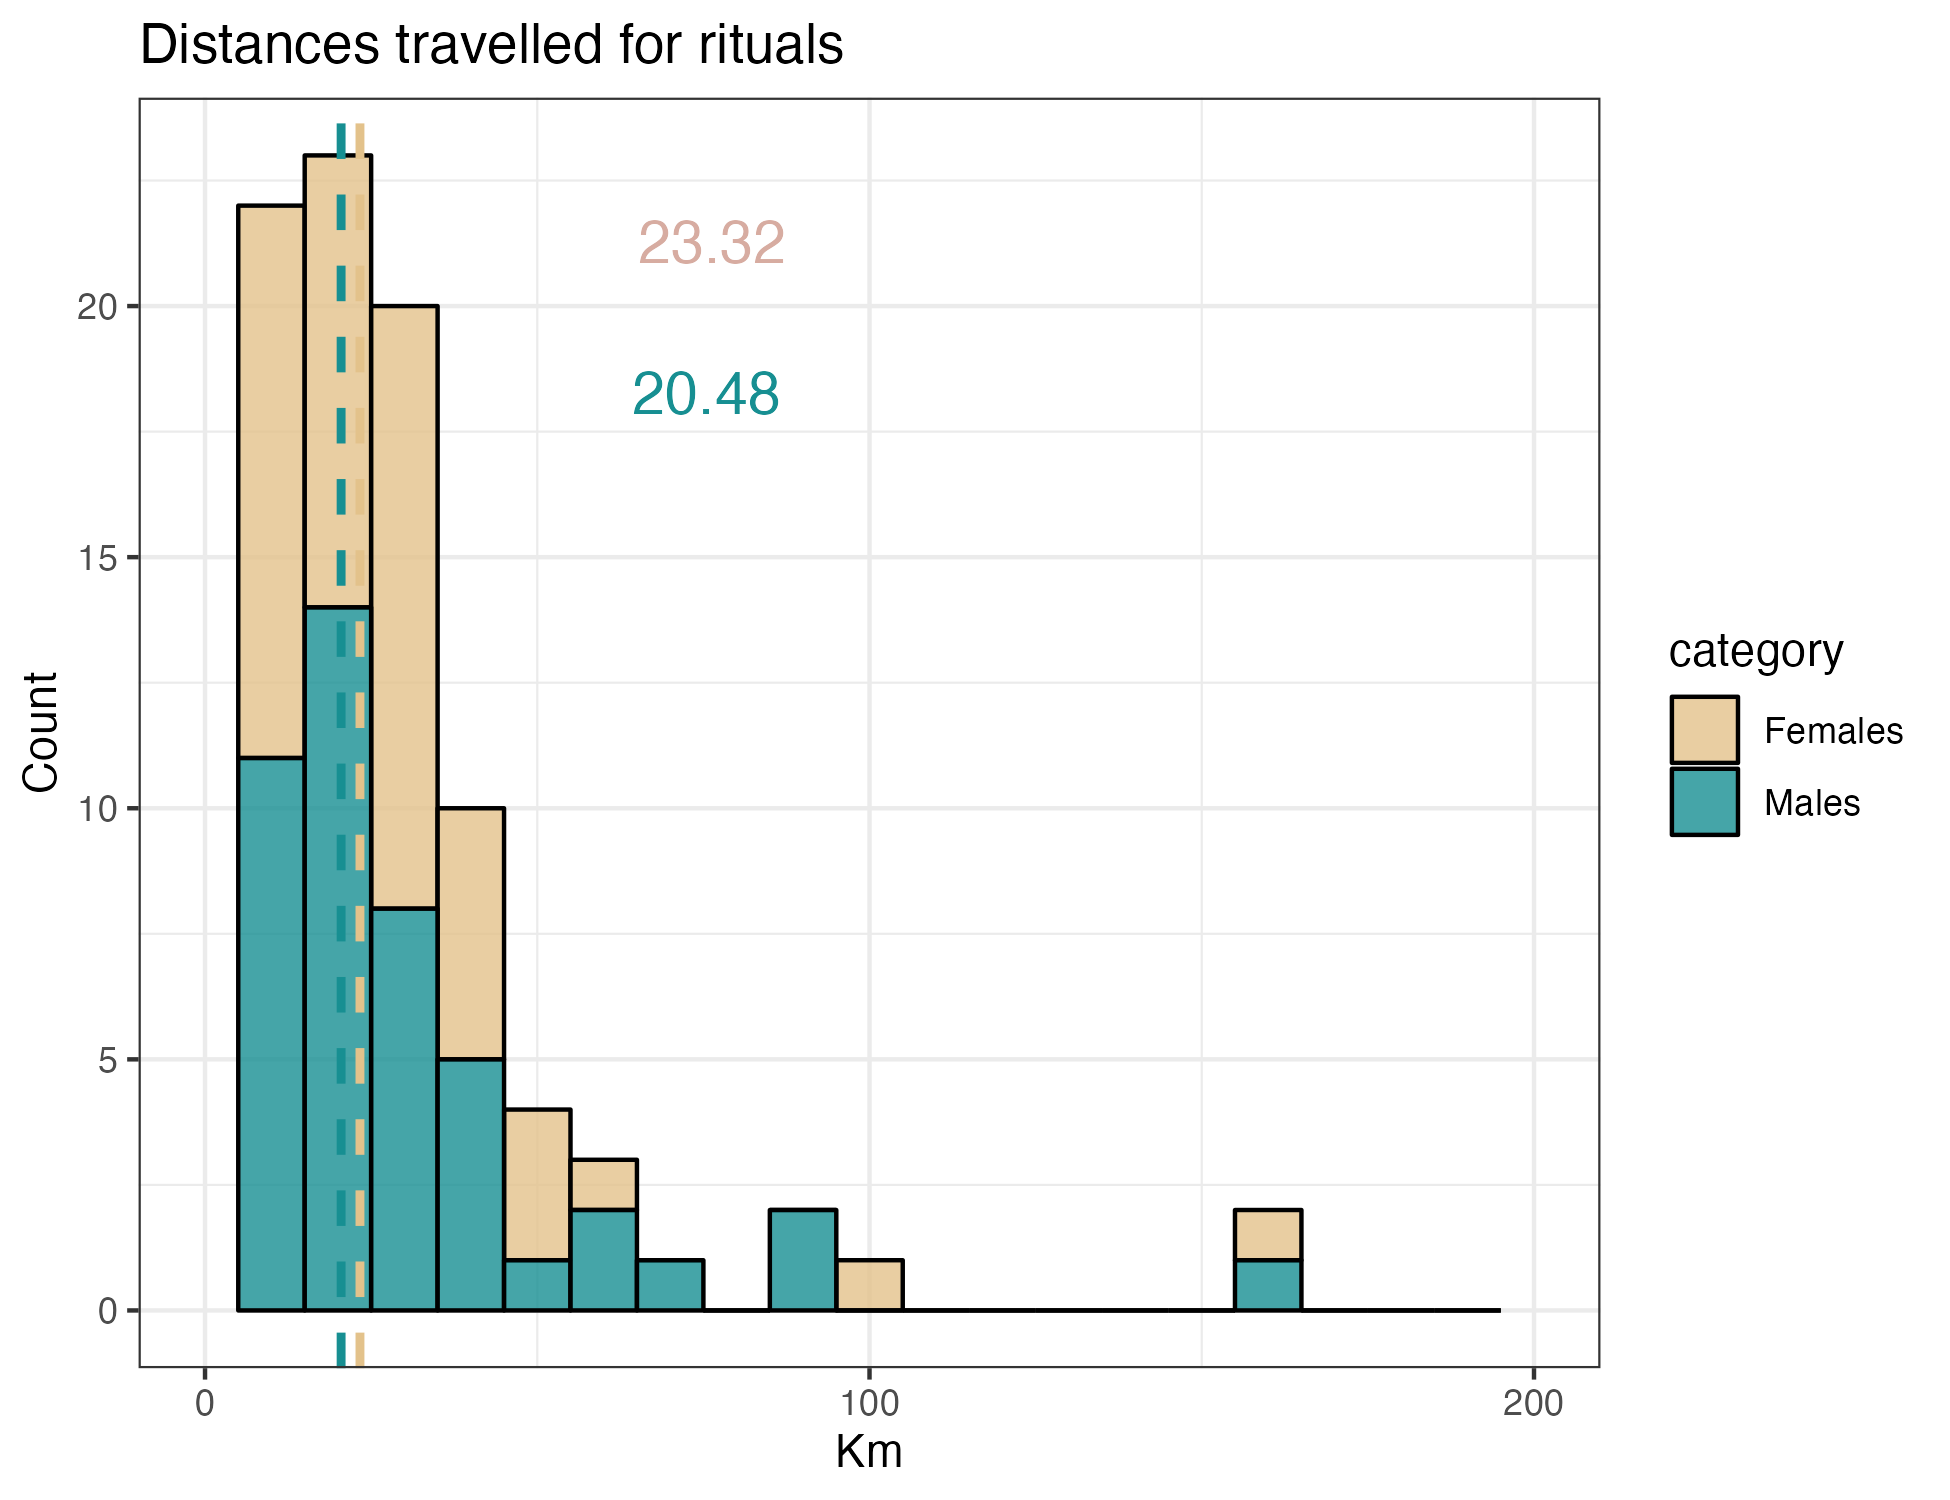 Distances travelled for rituals
23.32
20.48
20
15
10
5
0
Count
0 100 200
Km
category
Females
Males